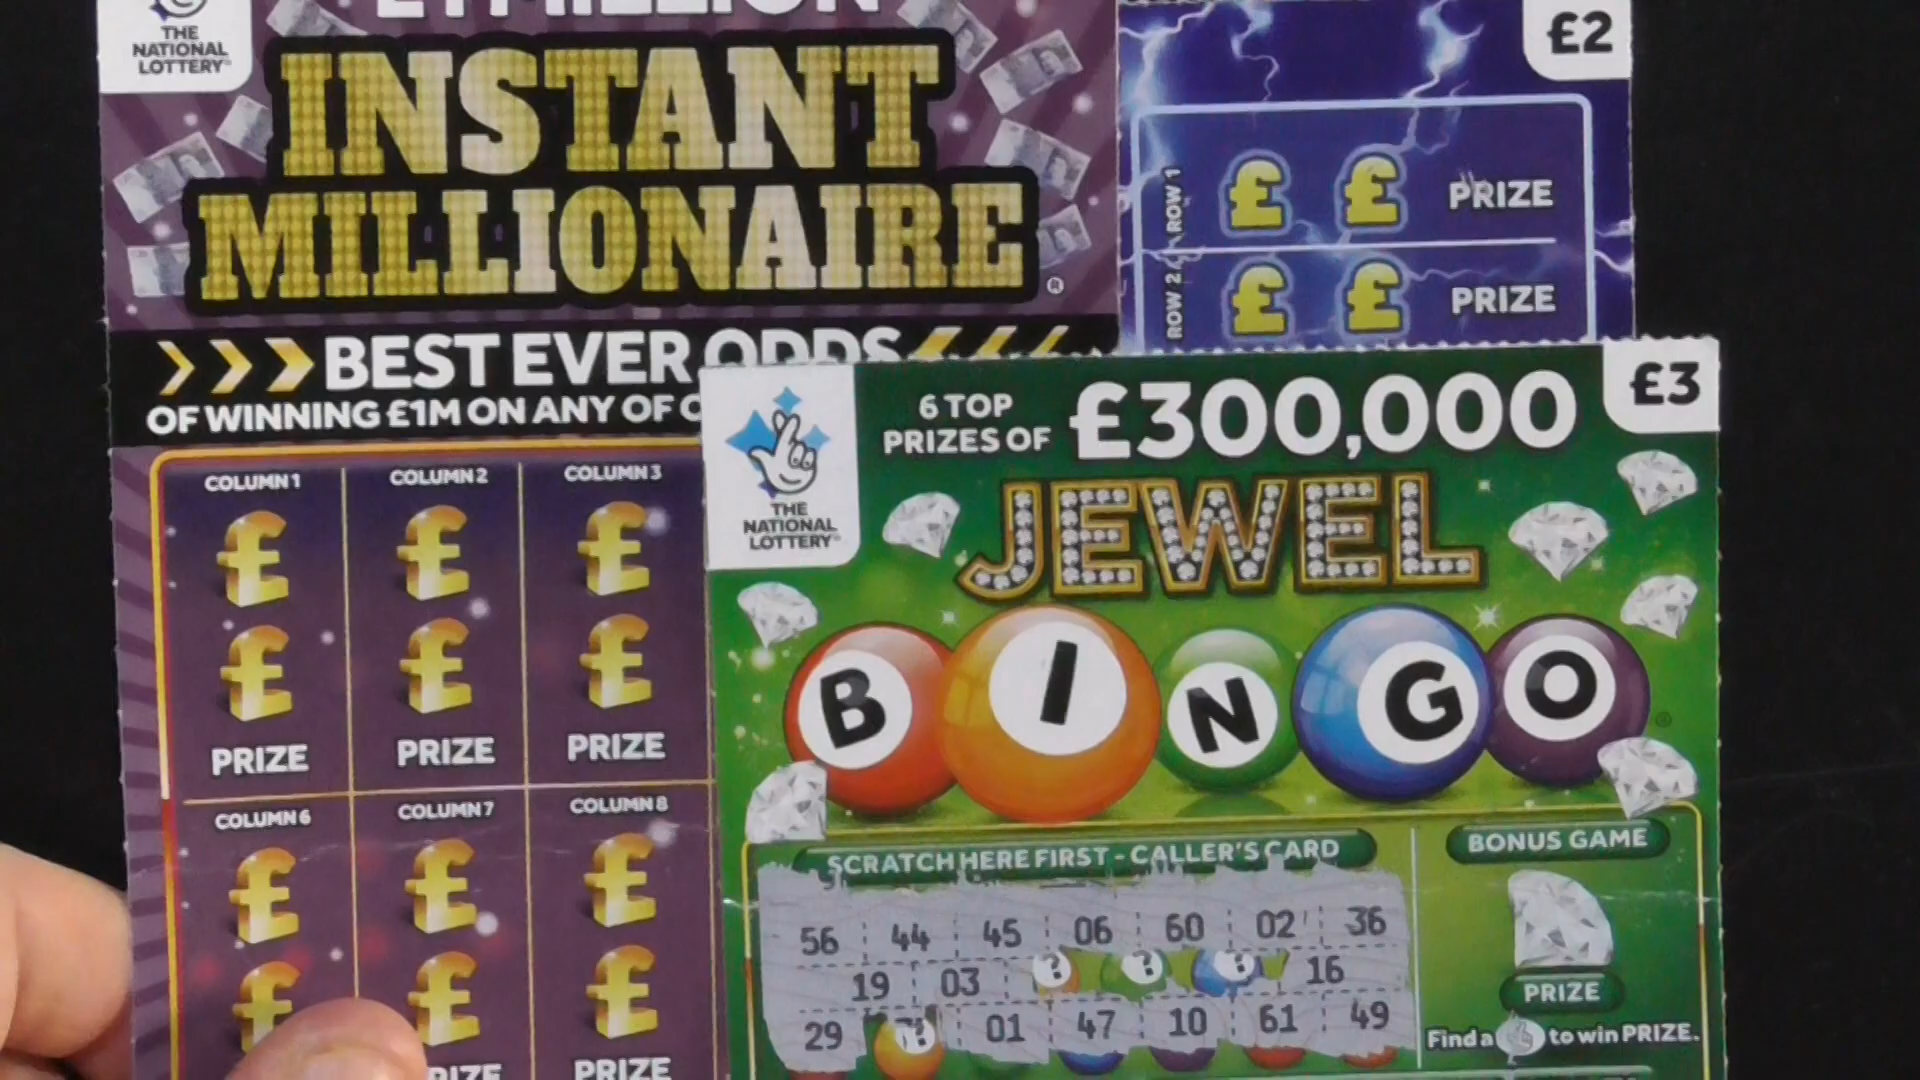 £1 MILLION
THE
NATIONAL
LOTTERY®
INSTANT
MILLIONAIRE®
BEST EVER ODDS
OF WINNING £1M ON ANY OF O
COLUMN 1 COLUMN 2 COLUMN 3
£ £ £
£ £ £
PRIZE PRIZE PRIZE
COLUMN 6 COLUMN 7 COLUMN 8
£ £ £
£ £ £
PRIZE PRIZE
£2
ROW 1 £ £ PRIZE
ROW 2 £ £ PRIZE
THE
NATIONAL
LOTTERY®
6 TOP
PRIZES OF £300,000
£3
JEWEL
BINGO®
SCRATCH HERE FIRST - CALLER'S CARD
56 44 45 06 60 02 36
19 03 ? ? ? 16
29 01 47 10 61 49
BONUS GAME
PRIZE
Find a to win PRIZE.